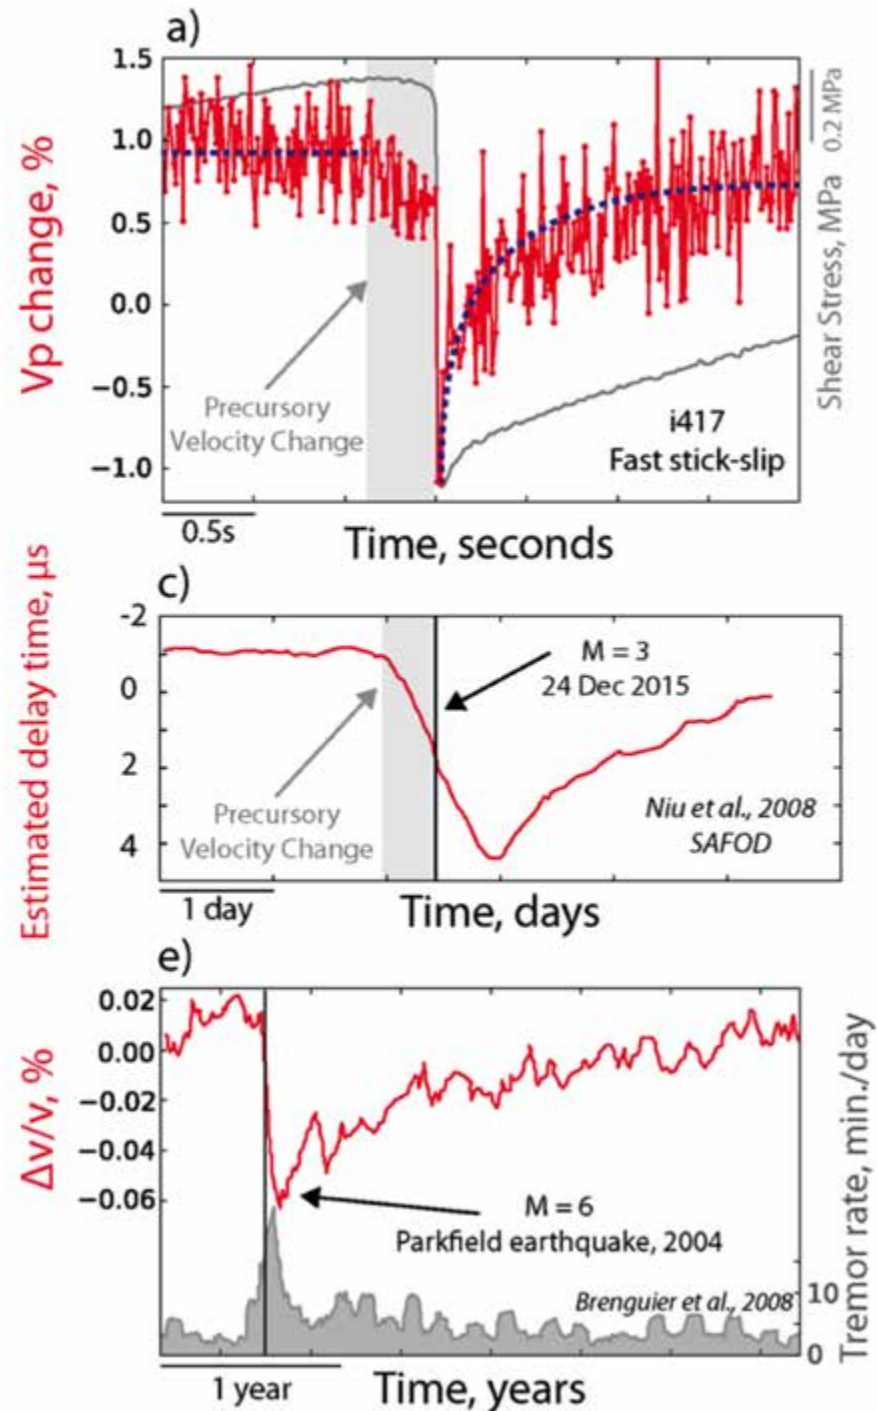 a)
1.5
1.0
0.5
0.0
−0.5
−1.0
Vp change, %
0.2 MPa
Shear Stress, MPa
Precursory
Velocity Change
i417
Fast stick-slip
0.5s
Time, seconds
c)
Estimated delay time, µs
-2
0
2
4
M = 3
24 Dec 2015
Precursory
Velocity Change
Niu et al., 2008
SAFOD
1 day
Time, days
e)
Δv/v, %
0.02
0.00
−0.02
−0.04
−0.06
M = 6
Parkfield earthquake, 2004
Brenguier et al., 2008
10
0
Tremor rate, min./day
1 year
Time, years